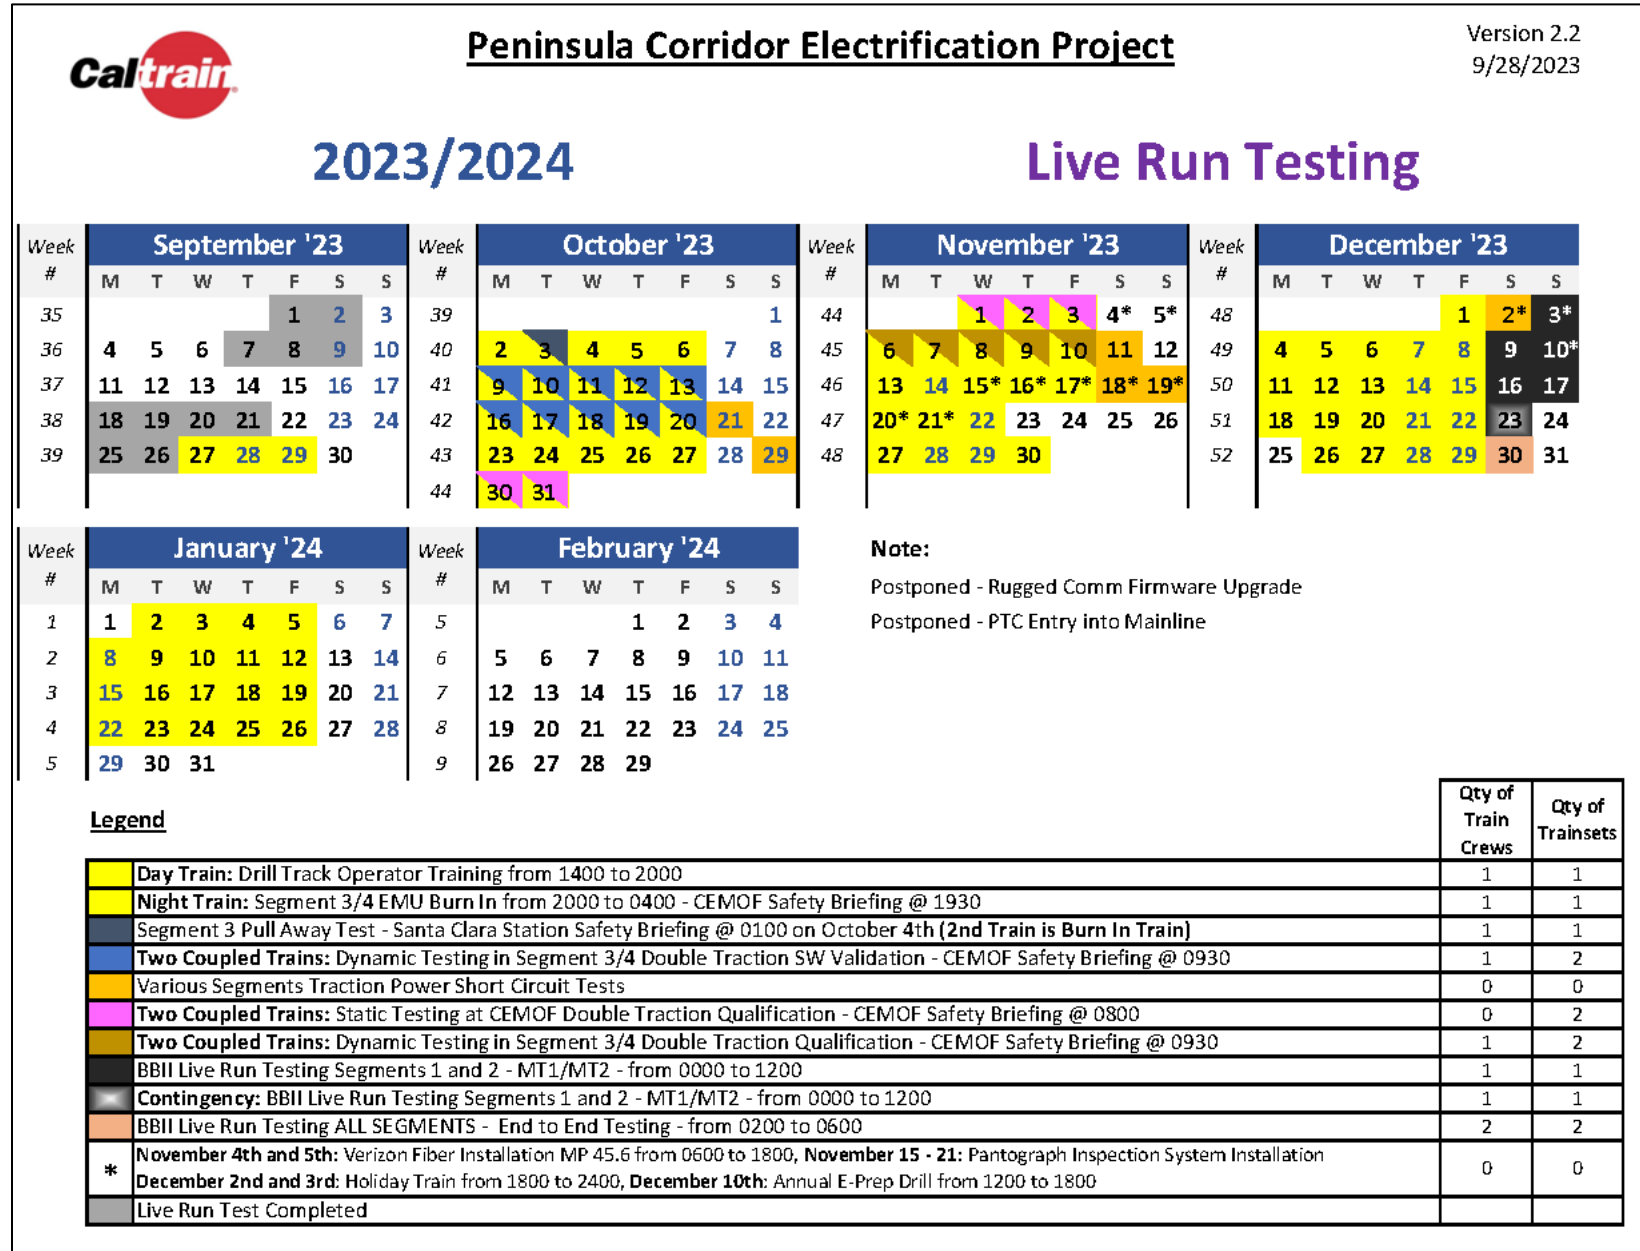 Caltrain
Peninsula Corridor Electrification Project
Version 2.2
9/28/2023
2023/2024
Live Run Testing
Week # September '23
M T W T F S S
35 1 2 3
36 4 5 6 7 8 9 10
37 11 12 13 14 15 16 17
38 18 19 20 21 22 23 24
39 25 26 27 28 29 30
Week # October '23
M T W T F S S
39 1
40 2 3 4 5 6 7 8
41 9 10 11 12 13 14 15
42 16 17 18 19 20 21 22
43 23 24 25 26 27 28 29
44 30 31
Week # November '23
M T W T F S S
44 1 2 3 4* 5*
45 6 7 8 9 10 11 12
46 13 14 15* 16* 17* 18* 19*
47 20* 21* 22 23 24 25 26
48 27 28 29 30
Week # December '23
M T W T F S S
48 1 2* 3*
49 4 5 6 7 8 9 10*
50 11 12 13 14 15 16 17
51 18 19 20 21 22 23 24
52 25 26 27 28 29 30 31
Week # January '24
M T W T F S S
1 1 2 3 4 5 6 7
2 8 9 10 11 12 13 14
3 15 16 17 18 19 20 21
4 22 23 24 25 26 27 28
5 29 30 31
Week # February '24
M T W T F S S
5 1 2 3 4
6 5 6 7 8 9 10 11
7 12 13 14 15 16 17 18
8 19 20 21 22 23 24 25
9 26 27 28 29
Note:
Postponed - Rugged Comm Firmware Upgrade
Postponed - PTC Entry into Mainline
Legend
Qty of Train Crews
Qty of Trainsets
Day Train: Drill Track Operator Training from 1400 to 2000 1 1
Night Train: Segment 3/4 EMU Burn In from 2000 to 0400 - CEMOF Safety Briefing @ 1930 1 1
Segment 3 Pull Away Test - Santa Clara Station Safety Briefing @ 0100 on October 4th (2nd Train is Burn In Train) 1 1
Two Coupled Trains: Dynamic Testing in Segment 3/4 Double Traction SW Validation - CEMOF Safety Briefing @ 0930 1 2
Various Segments Traction Power Short Circuit Tests 0 0
Two Coupled Trains: Static Testing at CEMOF Double Traction Qualification - CEMOF Safety Briefing @ 0800 0 2
Two Coupled Trains: Dynamic Testing in Segment 3/4 Double Traction Qualification - CEMOF Safety Briefing @ 0930 1 2
BBII Live Run Testing Segments 1 and 2 - MT1/MT2 - from 0000 to 1200 1 1
Contingency: BBII Live Run Testing Segments 1 and 2 - MT1/MT2 - from 0000 to 1200 1 1
BBII Live Run Testing ALL SEGMENTS - End to End Testing - from 0200 to 0600 2 2
* November 4th and 5th: Verizon Fiber Installation MP 45.6 from 0600 to 1800, November 15 - 21: Pantograph Inspection System Installation 0 0
December 2nd and 3rd: Holiday Train from 1800 to 2400, December 10th: Annual E-Prep Drill from 1200 to 1800
Live Run Test Completed